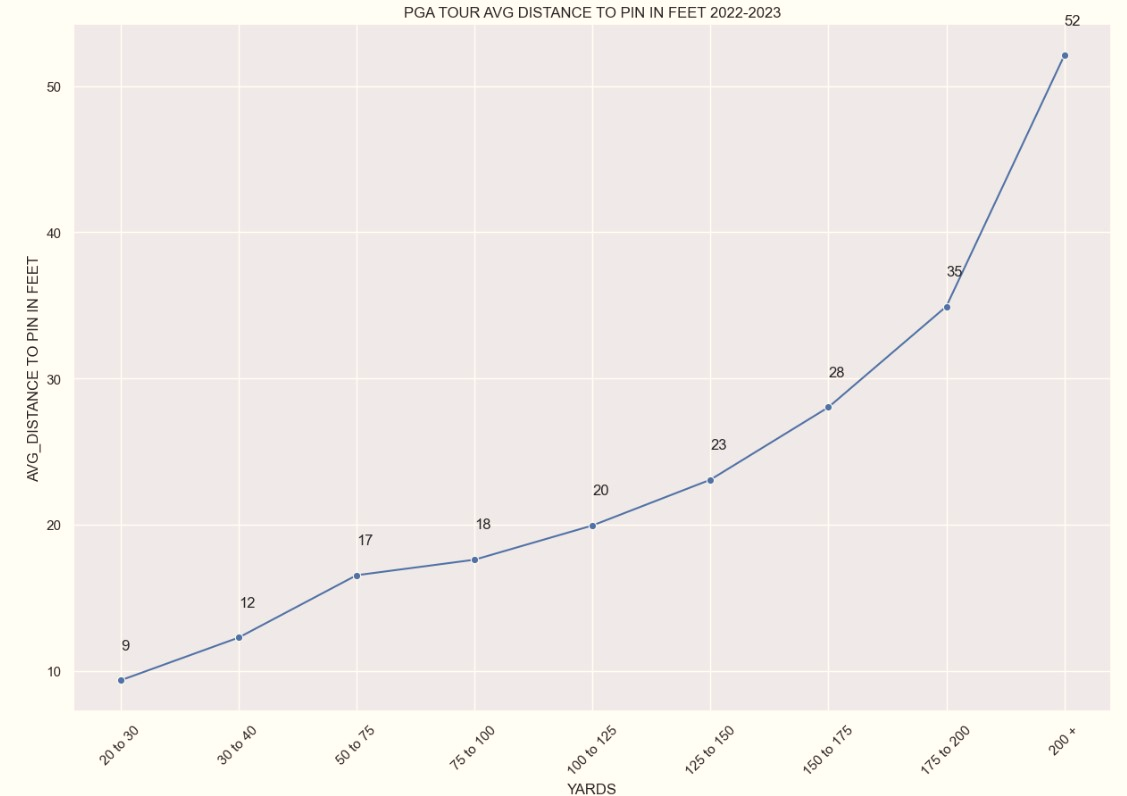 PGA TOUR AVG DISTANCE TO PIN IN FEET 2022-2023
52
50
40
35
30
28
23
20
20
18
17
12
10
9
AVG_DISTANCE TO PIN IN FEET
20 to 30
30 to 40
50 to 75
75 to 100
100 to 125
125 to 150
150 to 175
175 to 200
200 +
YARDS